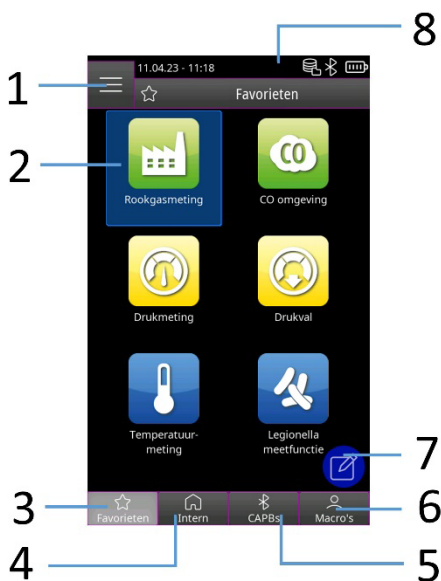 8
11.04.23 - 11:18
1
Favorieten
2
CO
Rookgasmeting
CO omgeving
Drukmeting
Drukval
Temperatuur-
meting
Legionella
meetfunctie
7
3
Favorieten
Intern
CAPBs
Macro's
6
4
5